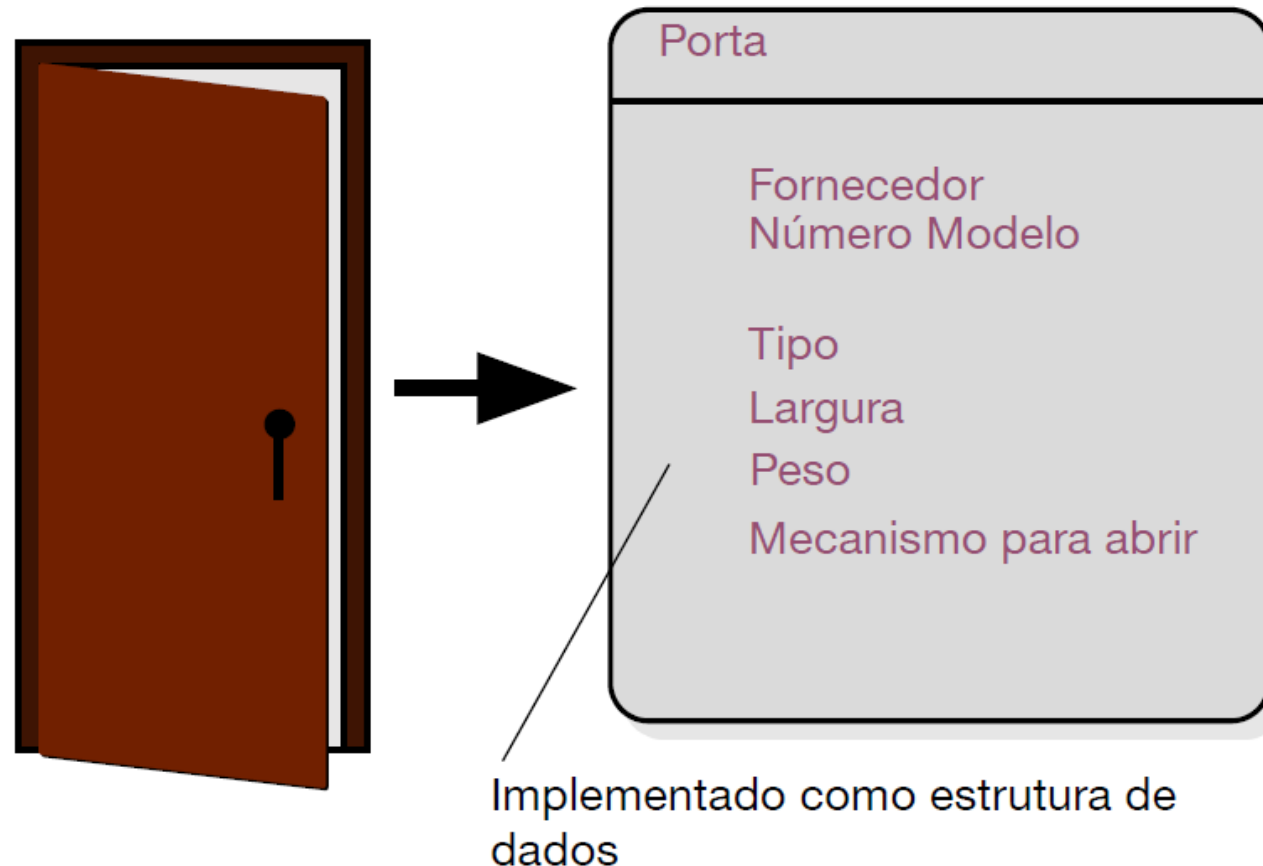 Porta
Fornecedor
Número Modelo
Tipo
Largura
Peso
Mecanismo para abrir
Implementado como estrutura de
dados